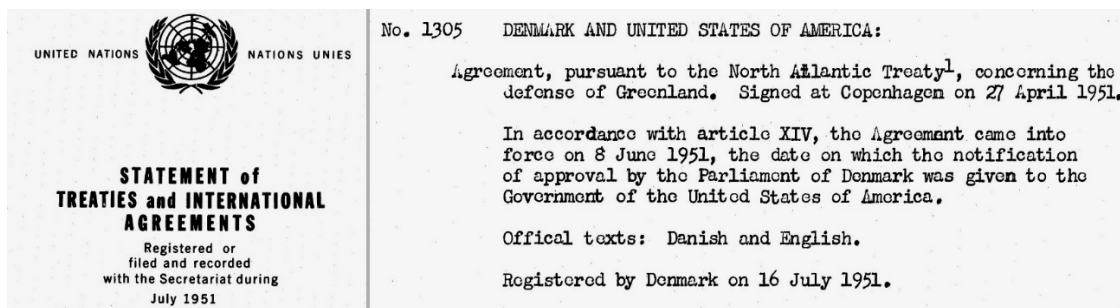 UNITED NATIONS NATIONS UNIES
STATEMENT of
TREATIES and INTERNATIONAL
AGREEMENTS
Registered or
filed and recorded
with the Secretariat during
July 1951
No. 1305 DENMARK AND UNITED STATES OF AMERICA:
Agreement, pursuant to the North Atlantic Treaty¹, concerning the
defense of Greenland. Signed at Copenhagen on 27 April 1951.
In accordance with article XIV, the Agreement came into
force on 8 June 1951, the date on which the notification
of approval by the Parliament of Denmark was given to the
Government of the United States of America.
Offical texts: Danish and English.
Registered by Denmark on 16 July 1951.